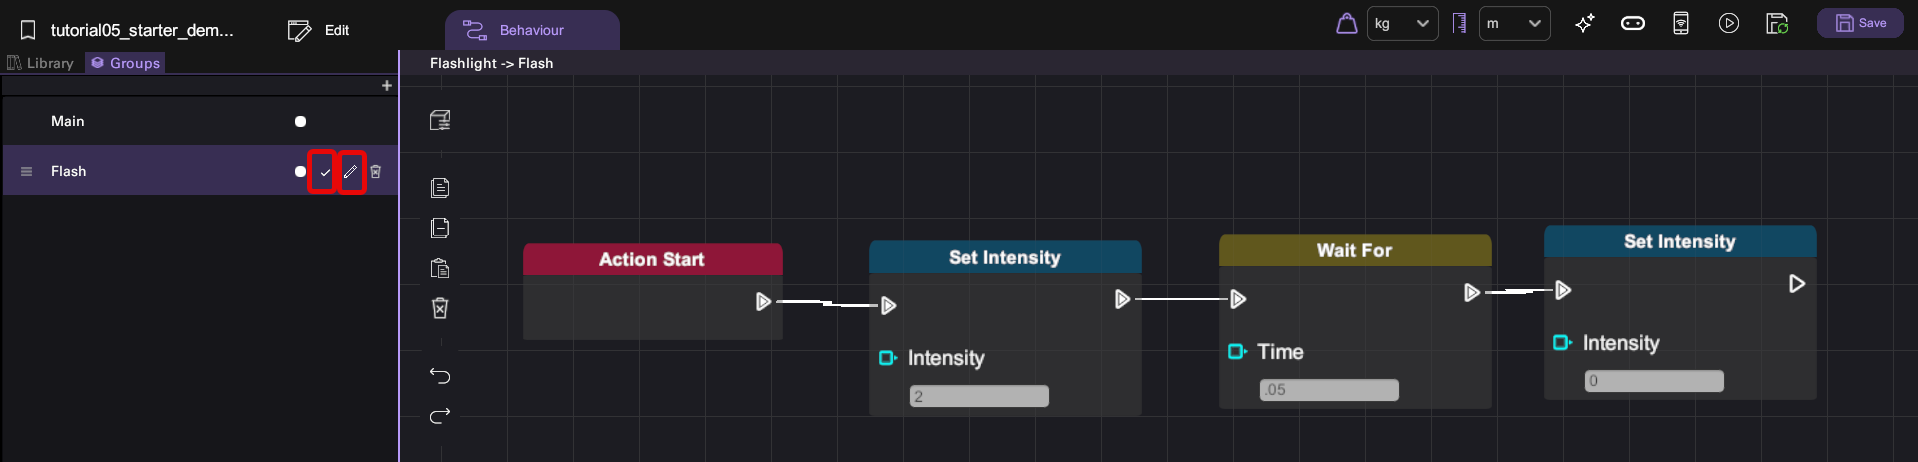 tutorial05_starter_dem...
Edit
Behaviour
kg
m
Save
Library
Groups
Flashlight -> Flash
+
Main
Flash
Action Start
Set Intensity
Intensity
2
Wait For
Time
.05
Set Intensity
Intensity
0